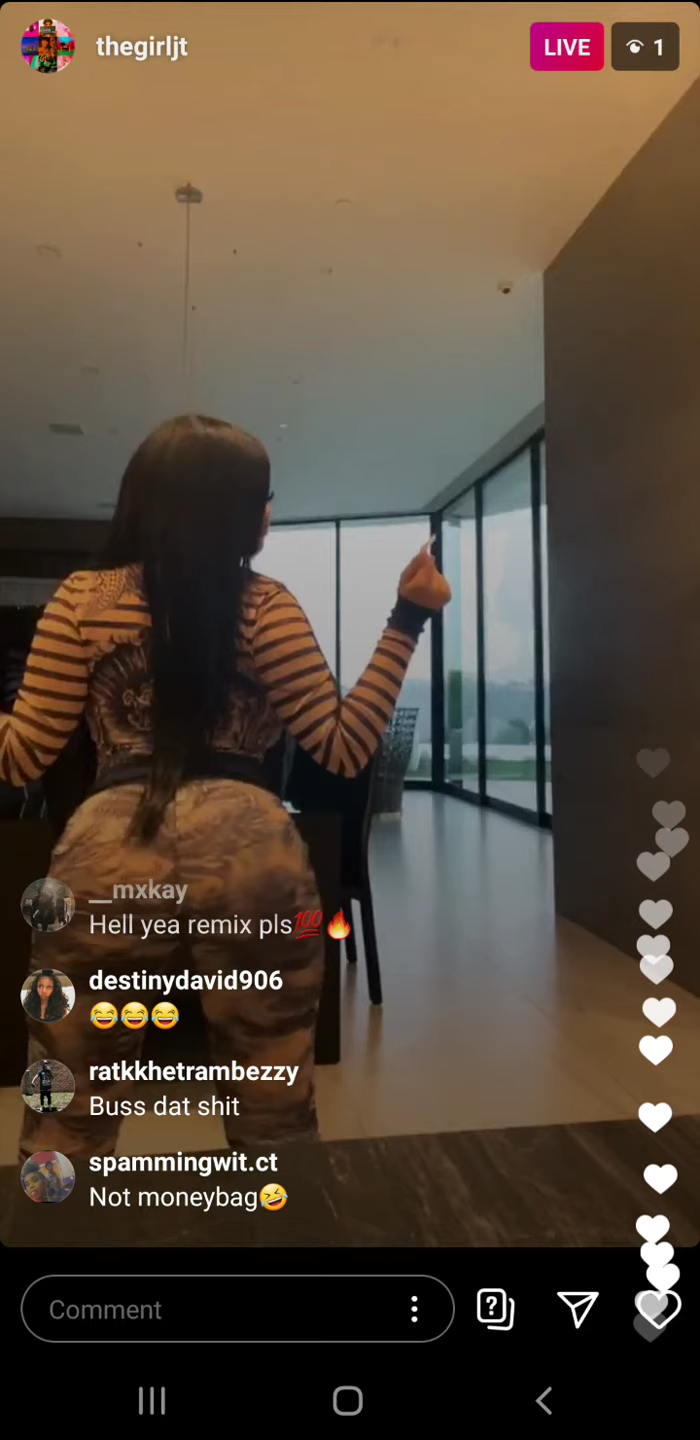 thegirljt
LIVE
1
__mxkay
Hell yea remix pls💯🔥
destinydavid906
😂😂😂
ratkkhetrambezzy
Buss dat shit
spammingwit.ct
Not moneybag🤣
Comment